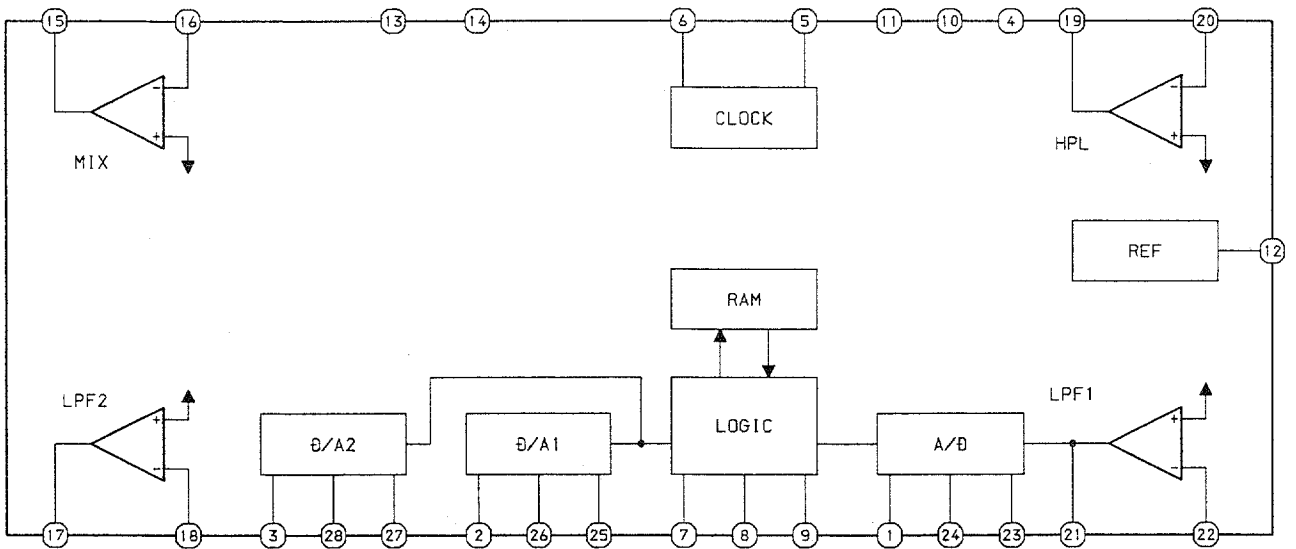 15 16 13 14 6 5 11 10 4 19 20
- CLOCK -
+ +
MIX HPL
REF 12
RAM
LPF2 LPF1
+ +
D/A2 D/A1 LOGIC A/D
- -
17 18 3 28 27 2 26 25 7 8 9 1 24 23 21 22